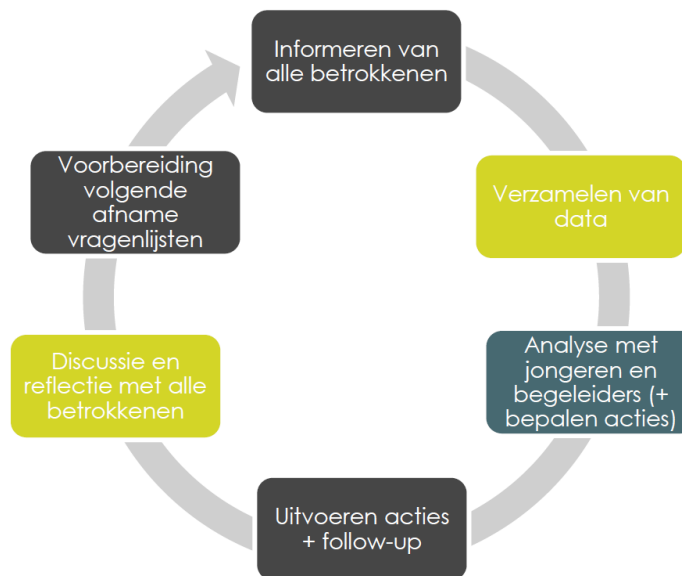 Informeren van
alle betrokkenen
Verzamelen van
data
Analyse met
jongeren en
begeleiders (+
bepalen acties)
Uitvoeren acties
+ follow-up
Discussie en
reflectie met alle
betrokkenen
Voorbereiding
volgende
afname
vragenlijsten